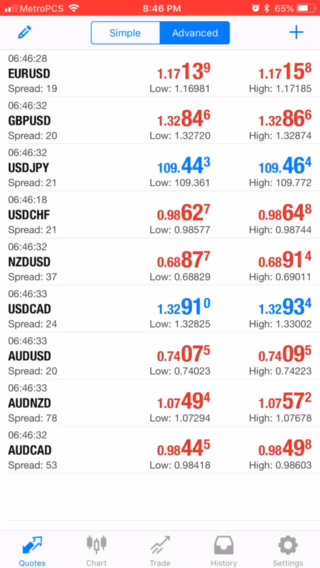 MetroPCS 8:46 PM 65%
Simple Advanced
06:46:28
EURUSD 1.17139 1.17158
Spread: 19 Low: 1.16981 High: 1.17185
06:46:32
GBPUSD 1.32846 1.32866
Spread: 20 Low: 1.32720 High: 1.32874
06:46:32
USDJPY 109.443 109.464
Spread: 21 Low: 109.361 High: 109.772
06:46:18
USDCHF 0.98627 0.98648
Spread: 21 Low: 0.98577 High: 0.98744
06:46:32
NZDUSD 0.68877 0.68914
Spread: 37 Low: 0.68829 High: 0.69011
06:46:33
USDCAD 1.32910 1.32934
Spread: 24 Low: 1.32825 High: 1.33002
06:46:33
AUDUSD 0.74075 0.74095
Spread: 20 Low: 0.74023 High: 0.74223
06:46:33
AUDNZD 1.07494 1.07572
Spread: 78 Low: 1.07294 High: 1.07678
06:46:32
AUDCAD 0.98445 0.98498
Spread: 53 Low: 0.98418 High: 0.98603
Quotes Chart Trade History Settings